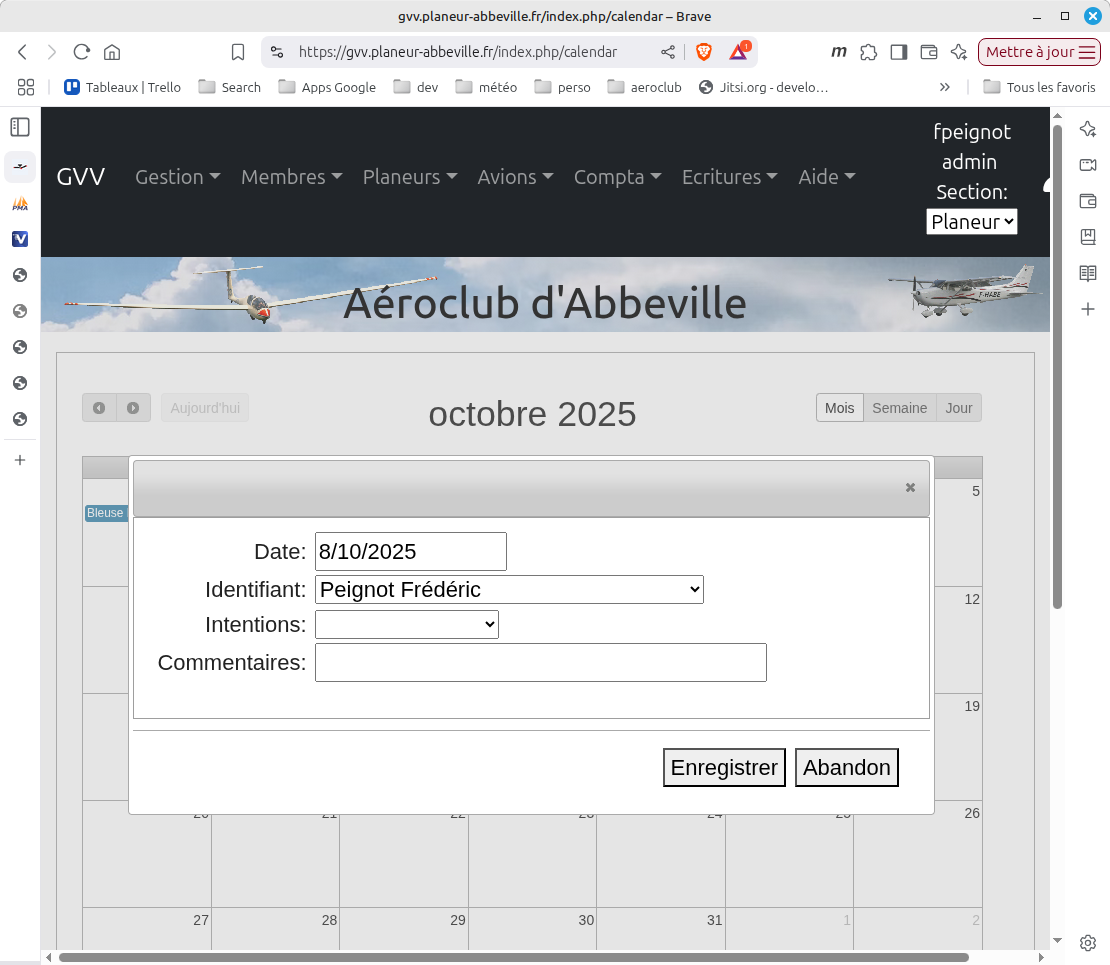 gvv.planeur-abbeville.fr/index.php/calendar – Brave
https://gvv.planeur-abbeville.fr/index.php/calendar
1
m
Mettre à jour
Tableaux | Trello
Search
Apps Google
dev
météo
perso
aeroclub
Jitsi.org - develo…
»
Tous les favoris
PMA
GVV
Gestion
Membres
Planeurs
Avions
Compta
Ecritures
Aide
fpeignot
admin
Section:
Planeur
Aéroclub d'Abbeville
F-HABE
Aujourd'hui
octobre 2025
Mois
Semaine
Jour
5
Bleuse
Date:
8/10/2025
Identifiant:
Peignot Frédéric
Intentions:
Commentaires:
Enregistrer
Abandon
12
19
20
21
22
23
24
25
26
27
28
29
30
31
1
2